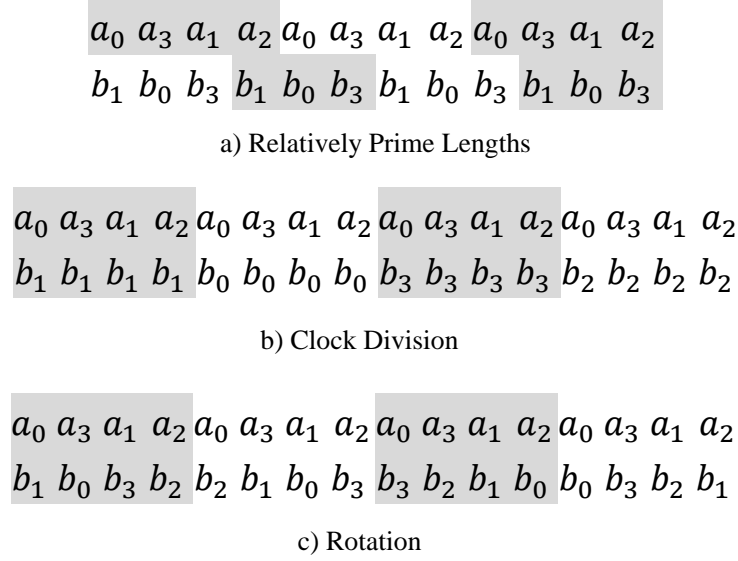 a₀ a₃ a₁ a₂ a₀ a₃ a₁ a₂ a₀ a₃ a₁ a₂
b₁ b₀ b₃ b₁ b₀ b₃ b₁ b₀ b₃ b₁ b₀ b₃
a) Relatively Prime Lengths
a₀ a₃ a₁ a₂ a₀ a₃ a₁ a₂ a₀ a₃ a₁ a₂ a₀ a₃ a₁ a₂
b₁ b₁ b₁ b₁ b₀ b₀ b₀ b₀ b₃ b₃ b₃ b₃ b₂ b₂ b₂ b₂
b) Clock Division
a₀ a₃ a₁ a₂ a₀ a₃ a₁ a₂ a₀ a₃ a₁ a₂ a₀ a₃ a₁ a₂
b₁ b₀ b₃ b₂ b₂ b₁ b₀ b₃ b₃ b₂ b₁ b₀ b₀ b₃ b₂ b₁
c) Rotation